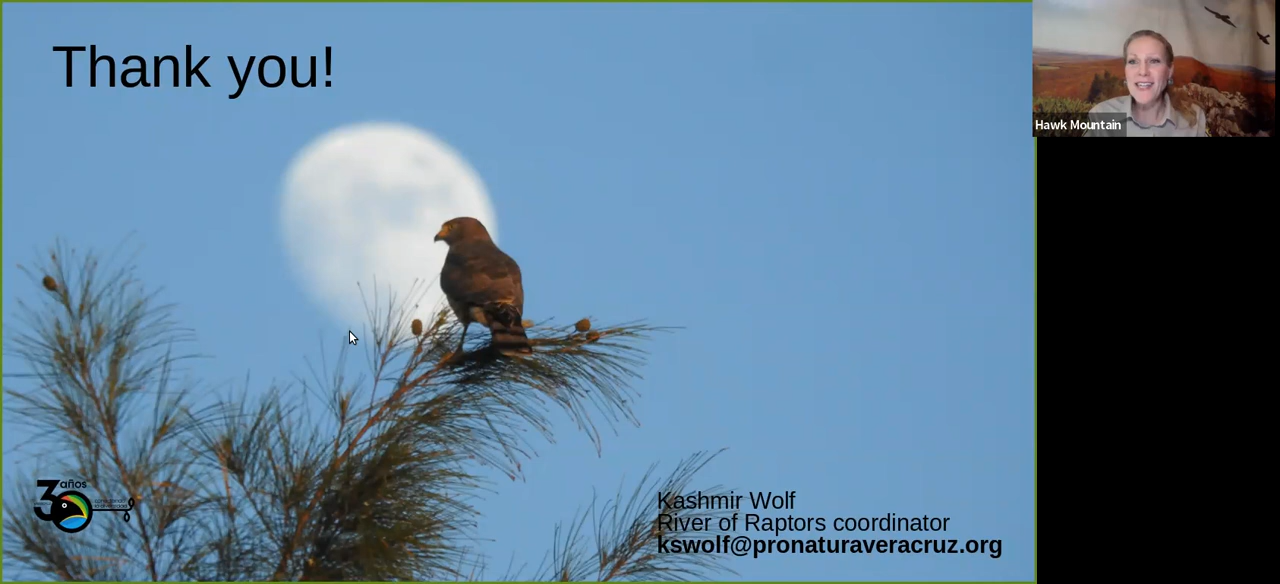 Thank you!
Hawk Mountain
30 años
Kashmir Wolf
River of Raptors coordinator
kswolf@pronaturaveracruz.org